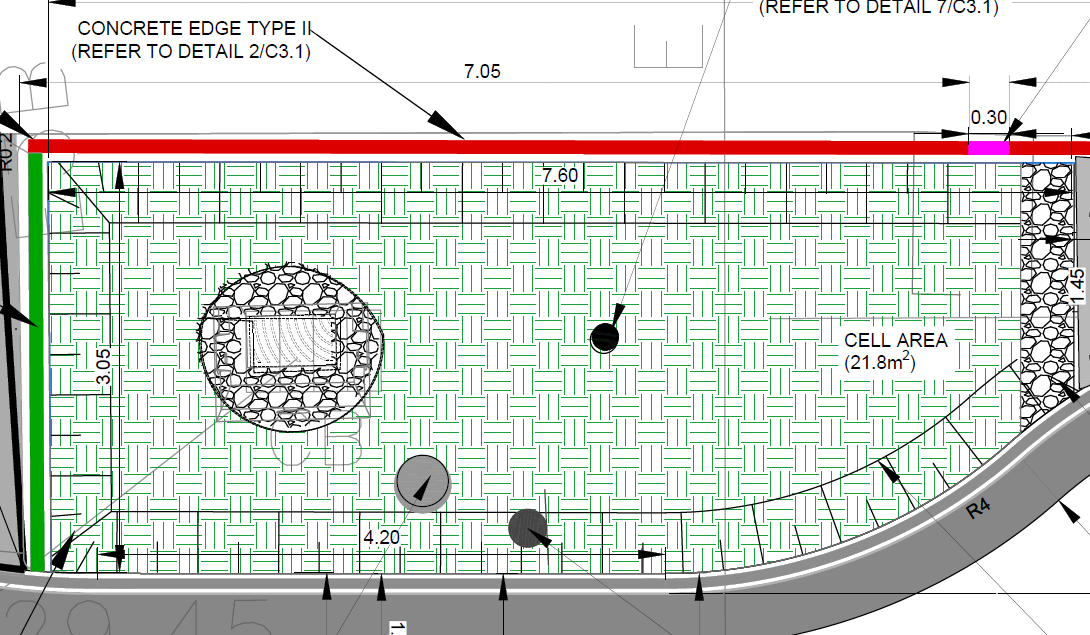 (REFER TO DETAIL 7/C3.1)
CONCRETE EDGE TYPE II
(REFER TO DETAIL 2/C3.1)
7.05
0.30
7.60
1.45
CELL AREA
(21.8m²)
3.05
4.20
R4